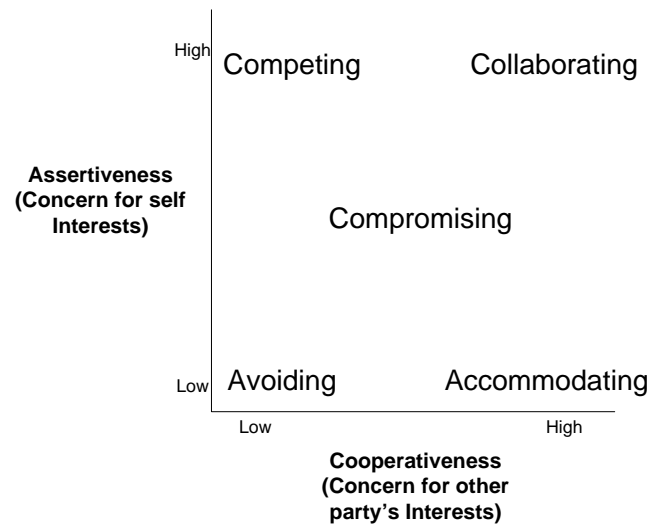 High
Competing
Collaborating
Assertiveness
(Concern for self
Interests)
Compromising
Low
Avoiding
Accommodating
Low
High
Cooperativeness
(Concern for other
party's Interests)